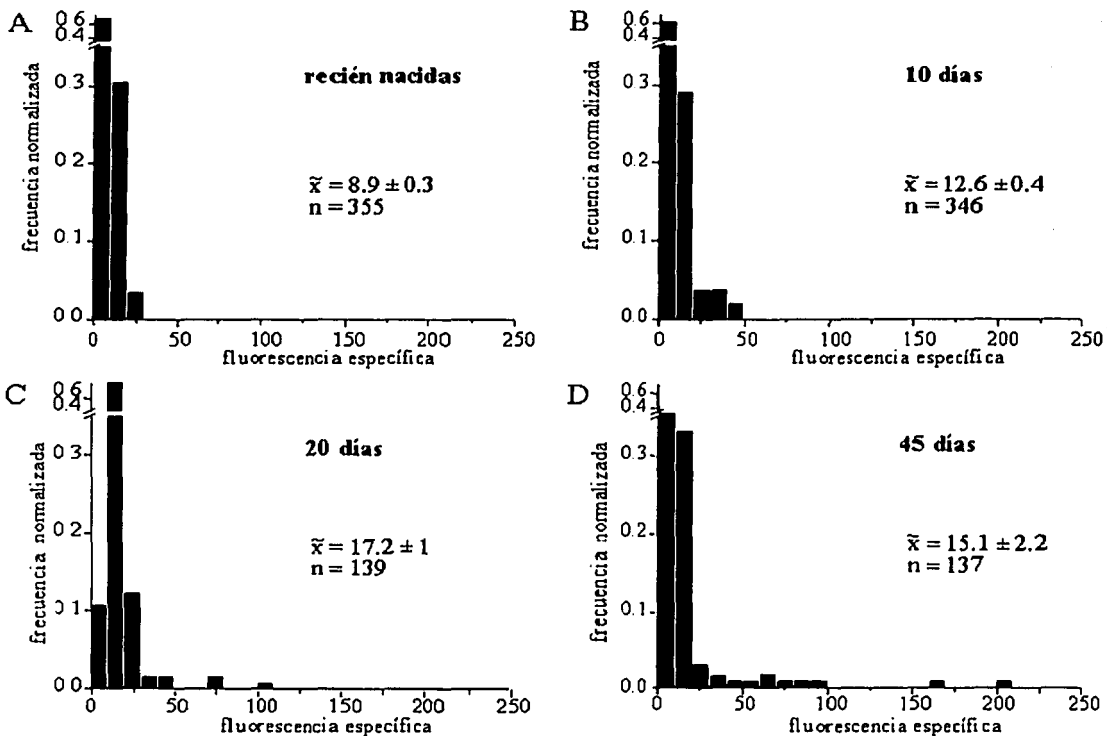 A
frecuencia normalizada
0.6
0.4
0.3
0.2
0.1
0.0
recién nacidas
x̃ = 8.9 ± 0.3
n = 355
0 50 100 150 200 250
fluorescencia específica
B
frecuencia normalizada
0.6
0.4
0.3
0.2
0.1
0.0
10 días
x̃ = 12.6 ± 0.4
n = 346
0 50 100 150 200 250
fluorescencia específica
C
frecuencia normalizada
0.6
0.4
0.3
0.2
0.1
0.0
20 días
x̃ = 17.2 ± 1
n = 139
0 50 100 150 200 250
fluorescencia específica
D
frecuencia normalizada
0.6
0.4
0.3
0.2
0.1
0.0
45 días
x̃ = 15.1 ± 2.2
n = 137
0 50 100 150 200 250
fluorescencia específica